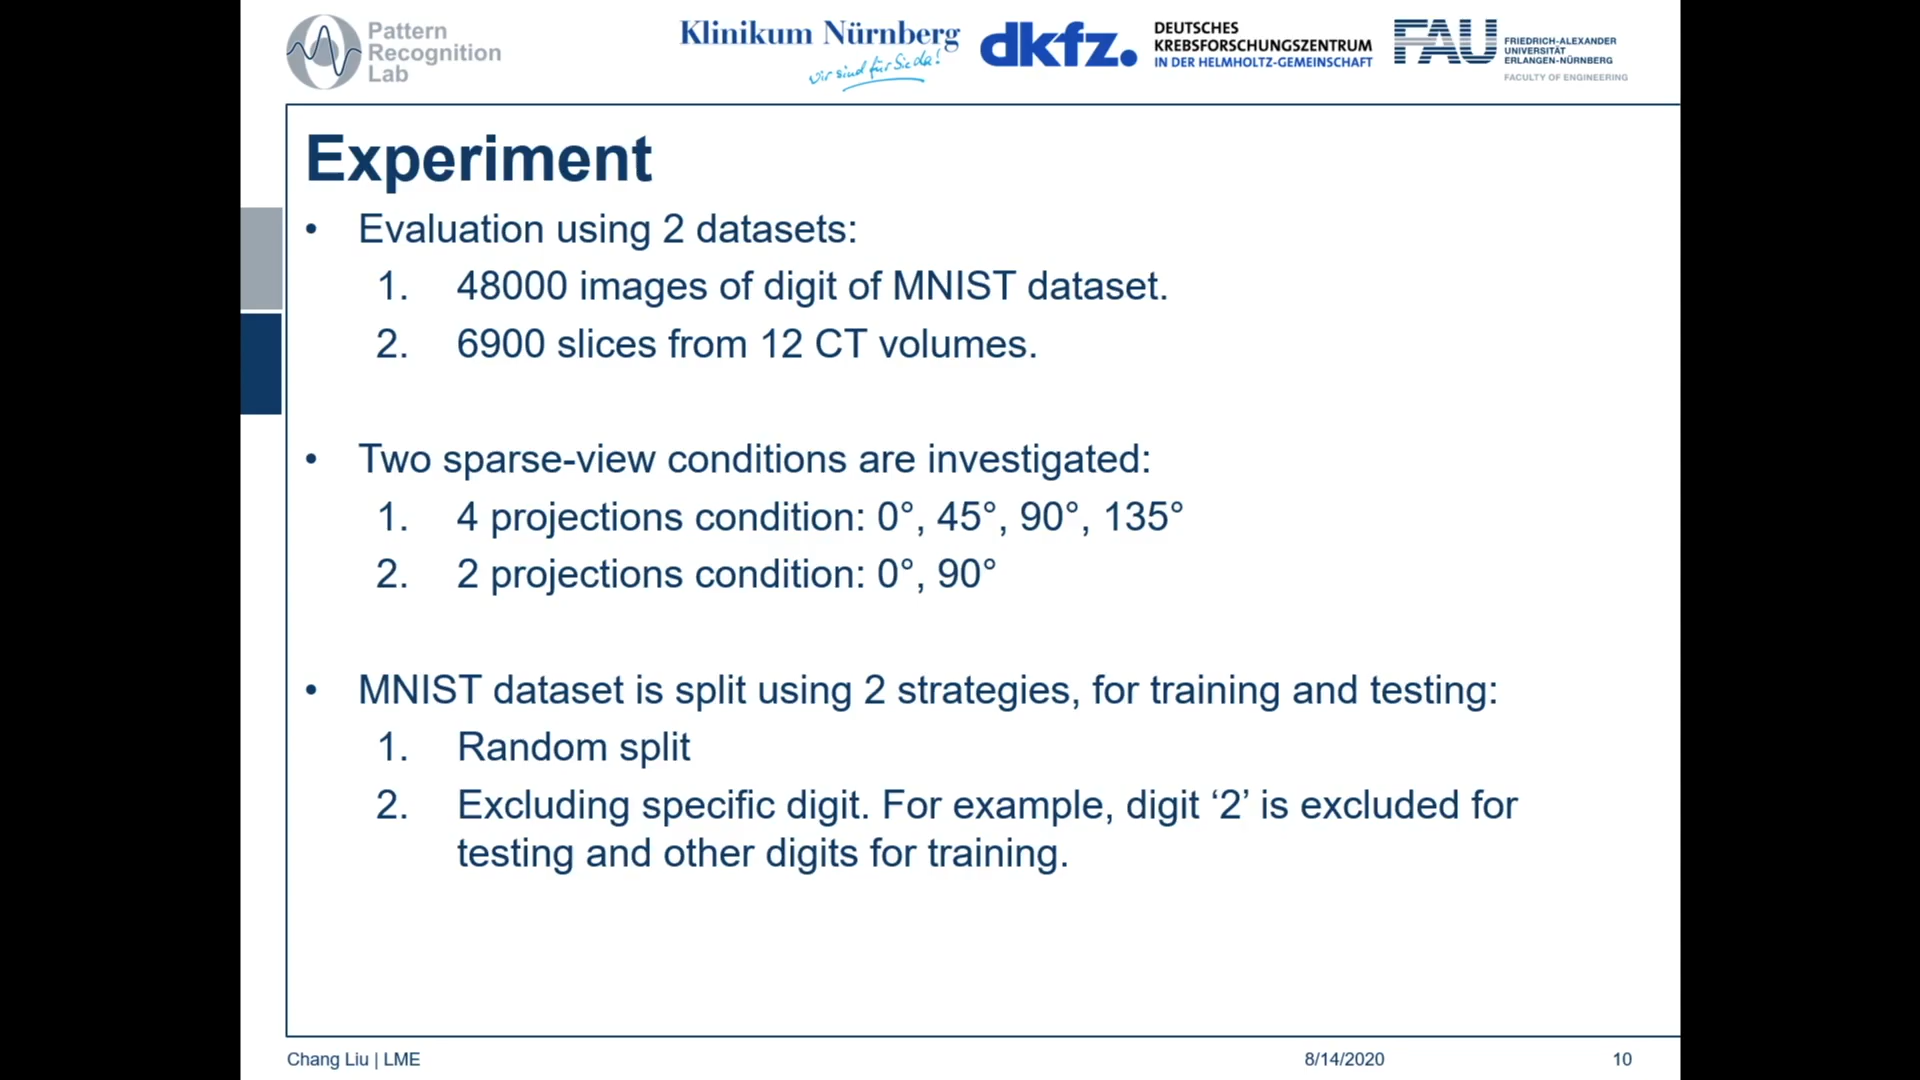 Pattern
Recognition
Lab
Klinikum Nürnberg
Wir sind für Sie da!
dkfz.
DEUTSCHES
KREBSFORSCHUNGSZENTRUM
IN DER HELMHOLTZ-GEMEINSCHAFT
FAU
FRIEDRICH-ALEXANDER
UNIVERSITÄT
ERLANGEN-NÜRNBERG
FACULTY OF ENGINEERING
Experiment
• Evaluation using 2 datasets:
1. 48000 images of digit of MNIST dataset.
2. 6900 slices from 12 CT volumes.
• Two sparse-view conditions are investigated:
1. 4 projections condition: 0°, 45°, 90°, 135°
2. 2 projections condition: 0°, 90°
• MNIST dataset is split using 2 strategies, for training and testing:
1. Random split
2. Excluding specific digit. For example, digit ‘2’ is excluded for
testing and other digits for training.
Chang Liu | LME
8/14/2020
10